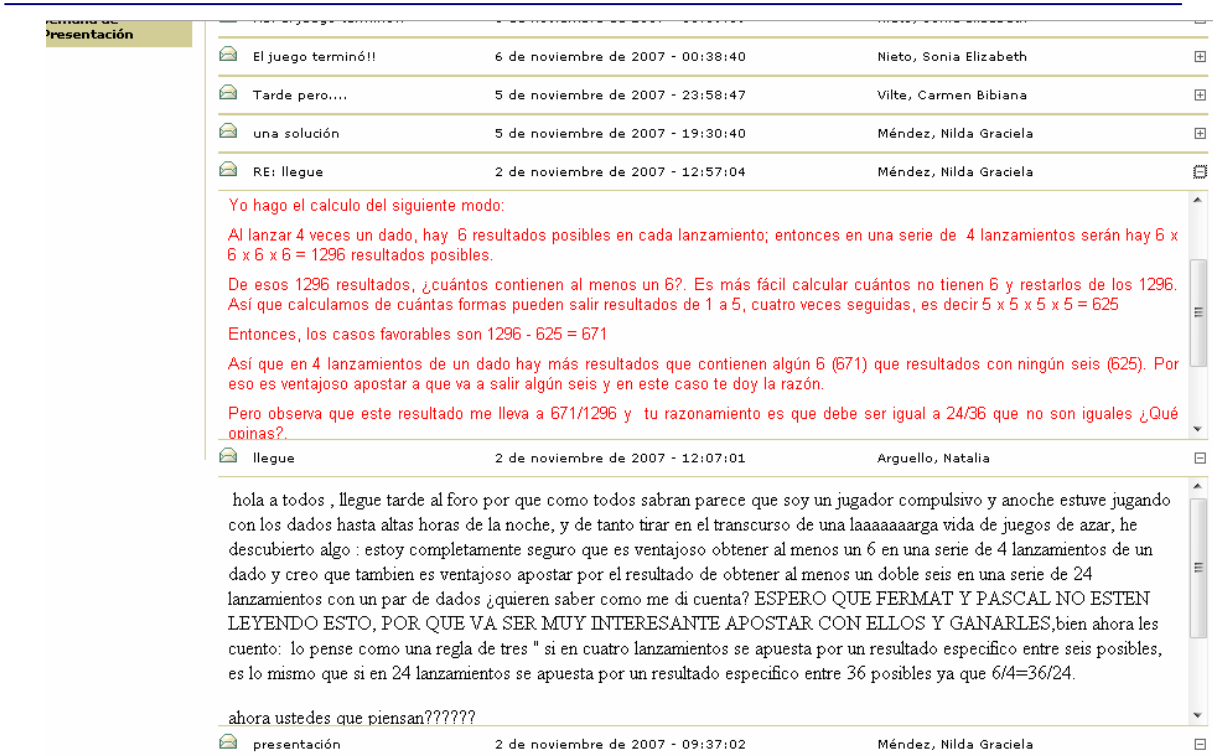 Presentación
El juego terminó!! 6 de noviembre de 2007 - 00:38:40 Nieto, Sonia Elizabeth
Tarde pero.... 5 de noviembre de 2007 - 23:58:47 Vilte, Carmen Bibiana
una solución 5 de noviembre de 2007 - 19:30:40 Méndez, Nilda Graciela
RE: llegue 2 de noviembre de 2007 - 12:57:04 Méndez, Nilda Graciela
Yo hago el calculo del siguiente modo:
Al lanzar 4 veces un dado, hay 6 resultados posibles en cada lanzamiento; entonces en una serie de 4 lanzamientos serán hay 6 x
6 x 6 x 6 = 1296 resultados posibles.
De esos 1296 resultados, ¿cuántos contienen al menos un 6?. Es más fácil calcular cuántos no tienen 6 y restarlos de los 1296.
Así que calculamos de cuántas formas pueden salir resultados de 1 a 5, cuatro veces seguidas, es decir 5 x 5 x 5 x 5 = 625
Entonces, los casos favorables son 1296 - 625 = 671
Así que en 4 lanzamientos de un dado hay más resultados que contienen algún 6 (671) que resultados con ningún seis (625). Por
eso es ventajoso apostar a que va a salir algún seis y en este caso te doy la razón.
Pero observa que este resultado me lleva a 671/1296 y tu razonamiento es que debe ser igual a 24/36 que no son iguales ¿Qué
opinas?.
llegue 2 de noviembre de 2007 - 12:07:01 Arguello, Natalia
hola a todos , llegue tarde al foro por que como todos sabran parece que soy un jugador compulsivo y anoche estuve jugando
con los dados hasta altas horas de la noche, y de tanto tirar en el transcurso de una laaaaaaarga vida de juegos de azar, he
descubierto algo : estoy completamente seguro que es ventajoso obtener al menos un 6 en una serie de 4 lanzamientos de un
dado y creo que tambien es ventajoso apostar por el resultado de obtener al menos un doble seis en una serie de 24
lanzamientos con un par de dados ¿quieren saber como me di cuenta? ESPERO QUE FERMAT Y PASCAL NO ESTEN
LEYENDO ESTO, POR QUE VA SER MUY INTERESANTE APOSTAR CON ELLOS Y GANARLES,bien ahora les
cuento: lo pense como una regla de tres " si en cuatro lanzamientos se apuesta por un resultado especifico entre seis posibles,
es lo mismo que si en 24 lanzamientos se apuesta por un resultado especifico entre 36 posibles ya que 6/4=36/24.
ahora ustedes que piensan??????
presentación 2 de noviembre de 2007 - 09:37:02 Méndez, Nilda Graciela